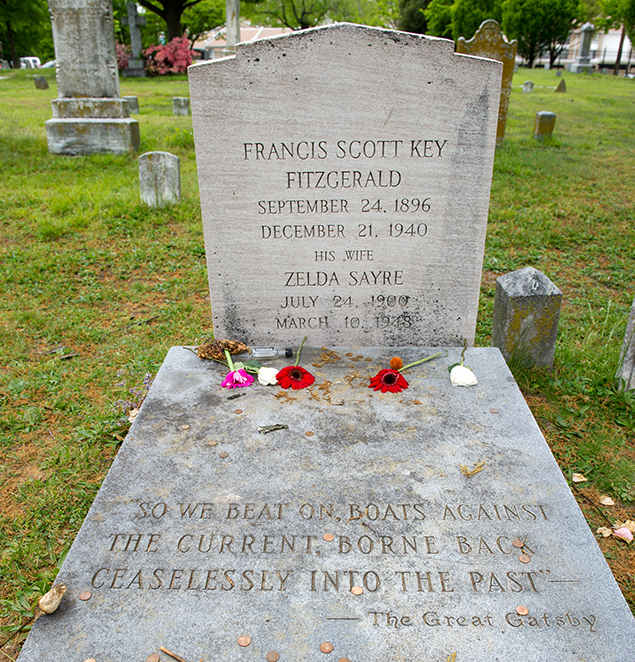 FRANCIS SCOTT KEY
FITZGERALD
SEPTEMBER 24, 1896
DECEMBER 21, 1940
HIS WIFE
ZELDA SAYRE
JULY 24, 1900
MARCH 10, 1948
"SO WE BEAT ON, BOATS AGAINST
THE CURRENT, BORNE BACK
CEASELESSLY INTO THE PAST"—
— The Great Gatsby